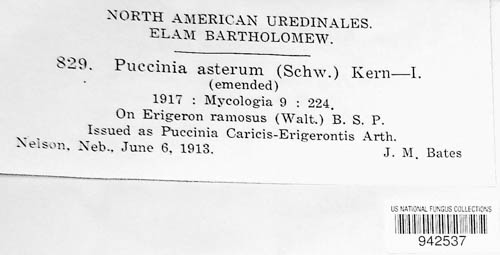 NORTH AMERICAN UREDINALES.
ELAM BARTHOLOMEW.
829. Puccinia asterum (Schw.) Kern—I.
(emended)
1917 : Mycologia 9 : 224.
On Erigeron ramosus (Walt.) B. S. P.
Issued as Puccinia Caricis-Erigerontis Arth.
Nelson, Neb., June 6, 1913. J. M. Bates
US NATIONAL FUNGUS COLLECTIONS
942537